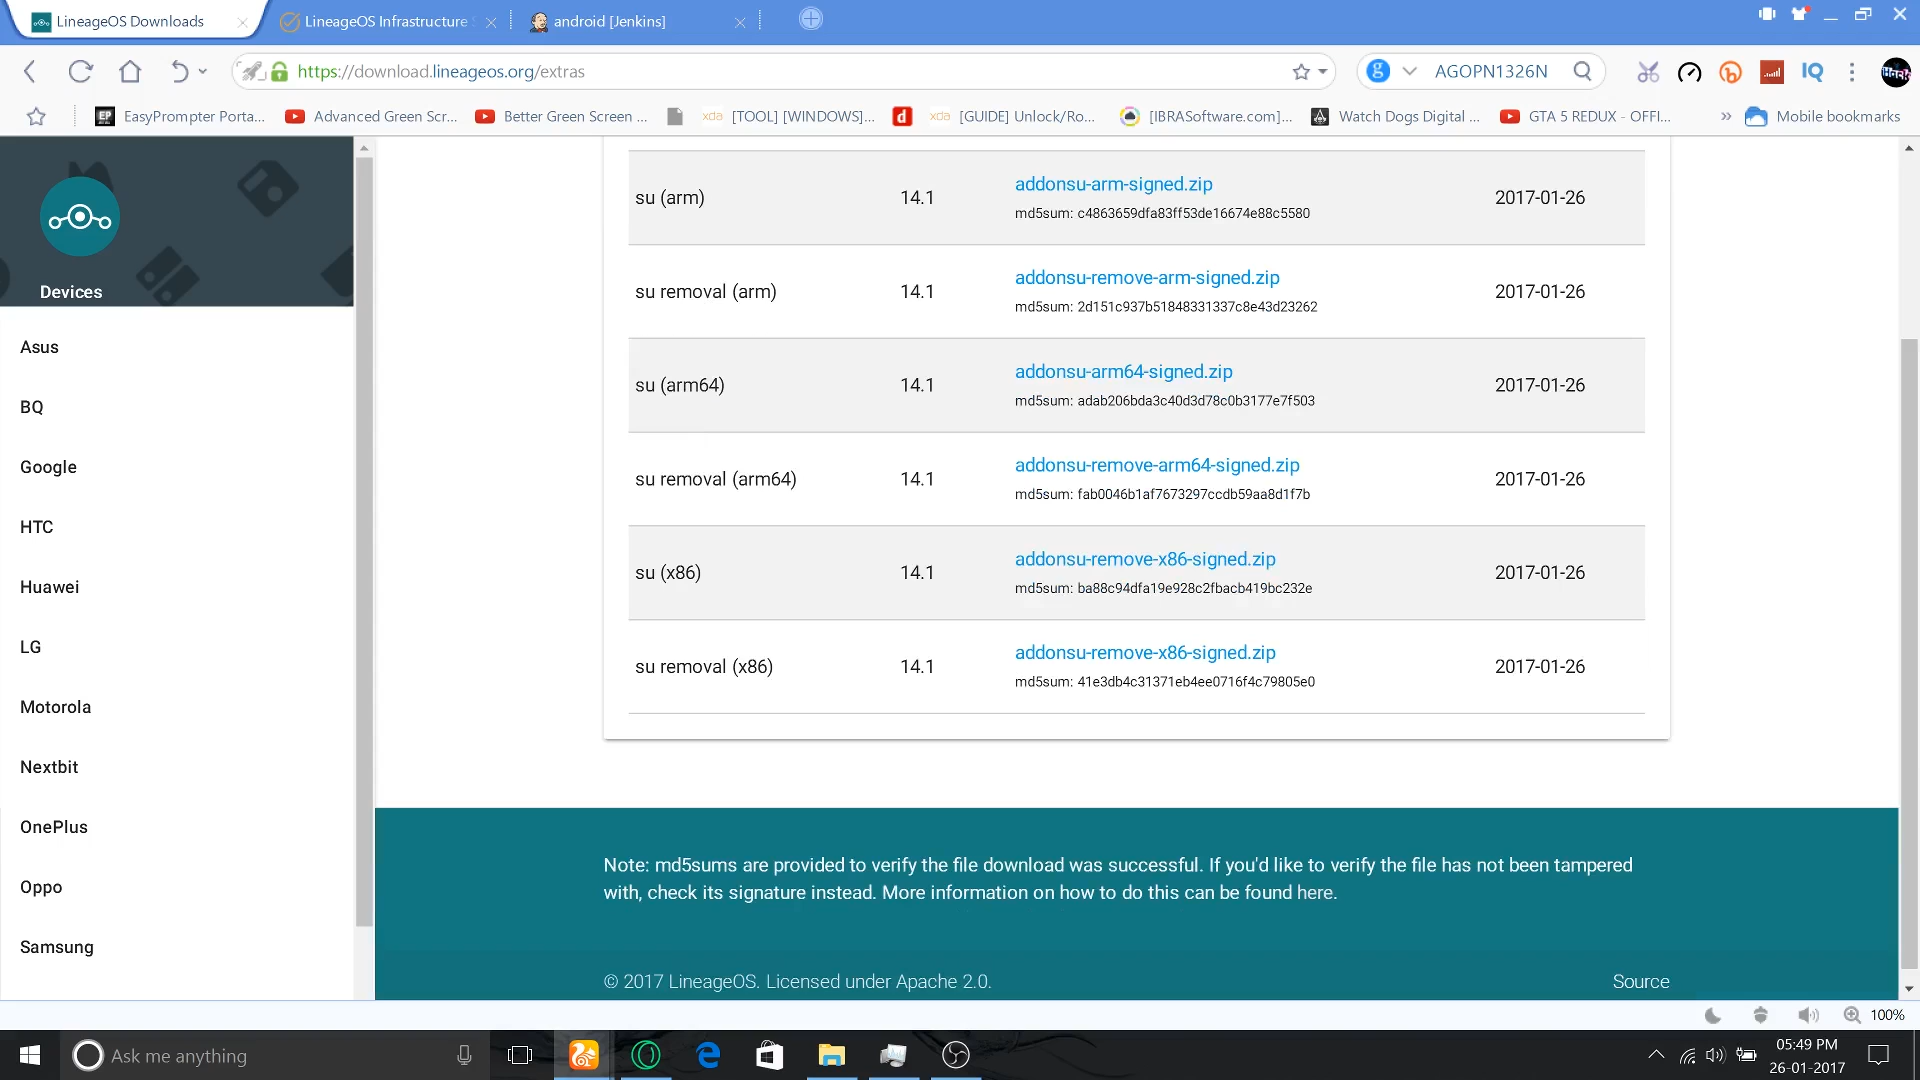 LineageOS Downloads
LineageOS Infrastructure S
android [Jenkins]
https://download.lineageos.org/extras
AGOPN1326N
IQ
EasyPrompter Porta...
Advanced Green Scr...
Better Green Screen ...
xda [TOOL] [WINDOWS]...
d
xda [GUIDE] Unlock/Ro...
[IBRASoftware.com]...
Watch Dogs Digital ...
GTA 5 REDUX - OFFI...
Mobile bookmarks
Devices
Asus
BQ
Google
HTC
Huawei
LG
Motorola
Nextbit
OnePlus
Oppo
Samsung
su (arm) 14.1 addonsu-arm-signed.zip 2017-01-26
md5sum: c4863659dfa83ff53de16674e88c5580
su removal (arm) 14.1 addonsu-remove-arm-signed.zip 2017-01-26
md5sum: 2d151c937b51848331337c8e43d23262
su (arm64) 14.1 addonsu-arm64-signed.zip 2017-01-26
md5sum: adab206bda3c40d3d78c0b3177e7f503
su removal (arm64) 14.1 addonsu-remove-arm64-signed.zip 2017-01-26
md5sum: fab0046b1af7673297ccdb59aa8d1f7b
su (x86) 14.1 addonsu-remove-x86-signed.zip 2017-01-26
md5sum: ba88c94dfa19e928c2fbacb419bc232e
su removal (x86) 14.1 addonsu-remove-x86-signed.zip 2017-01-26
md5sum: 41e3db4c31371eb4ee0716f4c79805e0
Note: md5sums are provided to verify the file download was successful. If you'd like to verify the file has not been tampered
with, check its signature instead. More information on how to do this can be found here.
© 2017 LineageOS. Licensed under Apache 2.0.
Source
100%
Ask me anything
05:49 PM
26-01-2017